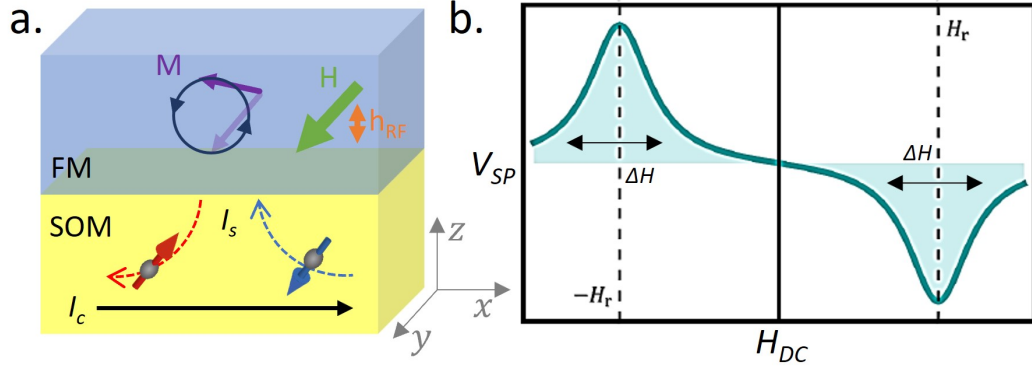 a.
M
H
h_RF
FM
SOM
I_s
I_c
z
x
y
b.
H_r
V_SP
ΔH
ΔH
-H_r
H_DC